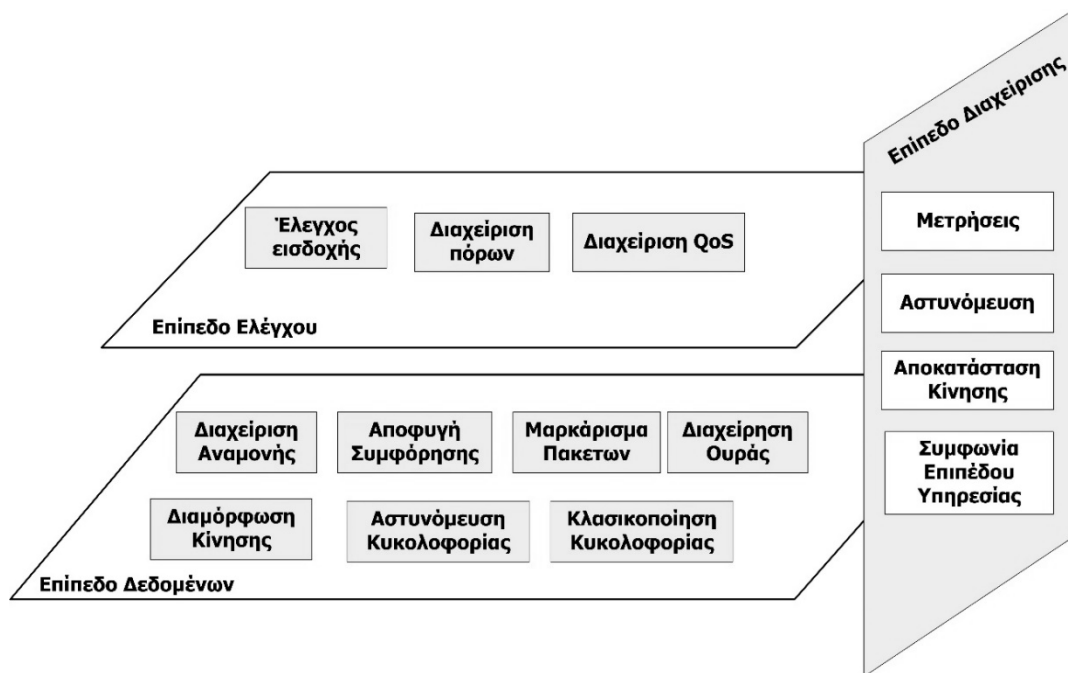 Επίπεδο Διαχείρισης
Έλεγχος
εισδοχής
Διαχείριση
πόρων
Διαχείριση QoS
Επίπεδο Ελέγχου
Διαχείριση
Αναμονής
Αποφυγή
Συμφόρησης
Μαρκάρισμα
Πακετων
Διαχείρηση
Ουράς
Διαμόρφωση
Κίνησης
Αστυνόμευση
Κυκολοφορίας
Κλασικοποίηση
Κυκολοφορίας
Επίπεδο Δεδομένων
Μετρήσεις
Αστυνόμευση
Αποκατάσταση
Κίνησης
Συμφωνία
Επιπέδου
Υπηρεσίας